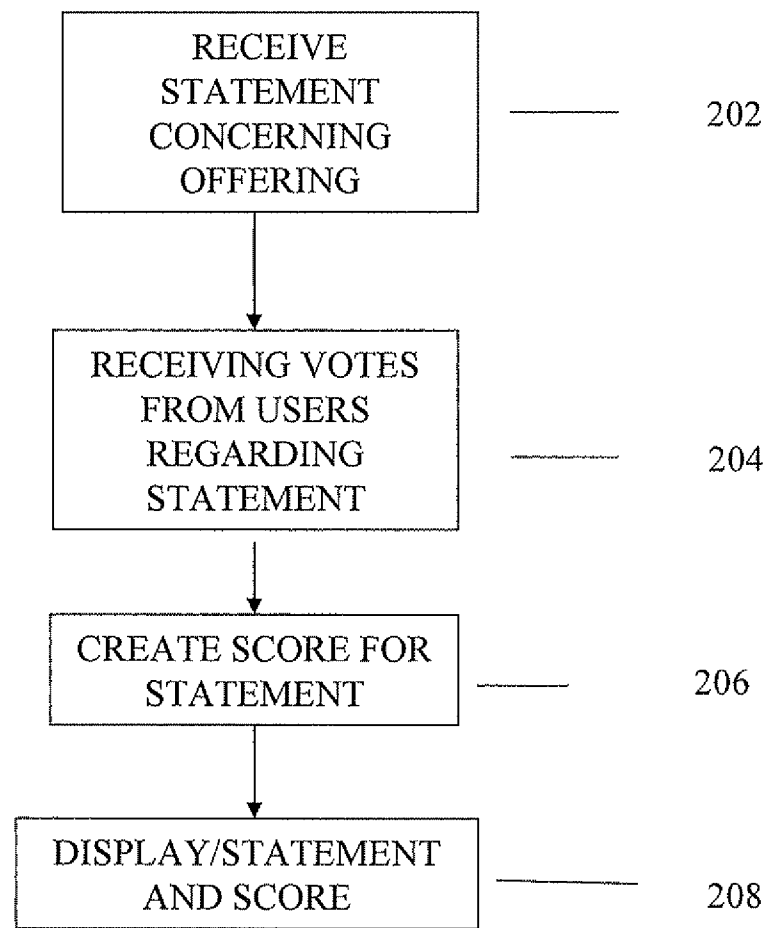 RECEIVE
STATEMENT
CONCERNING
OFFERING
202
RECEIVING VOTES
FROM USERS
REGARDING
STATEMENT
204
CREATE SCORE FOR
STATEMENT
206
DISPLAY/STATEMENT
AND SCORE
208